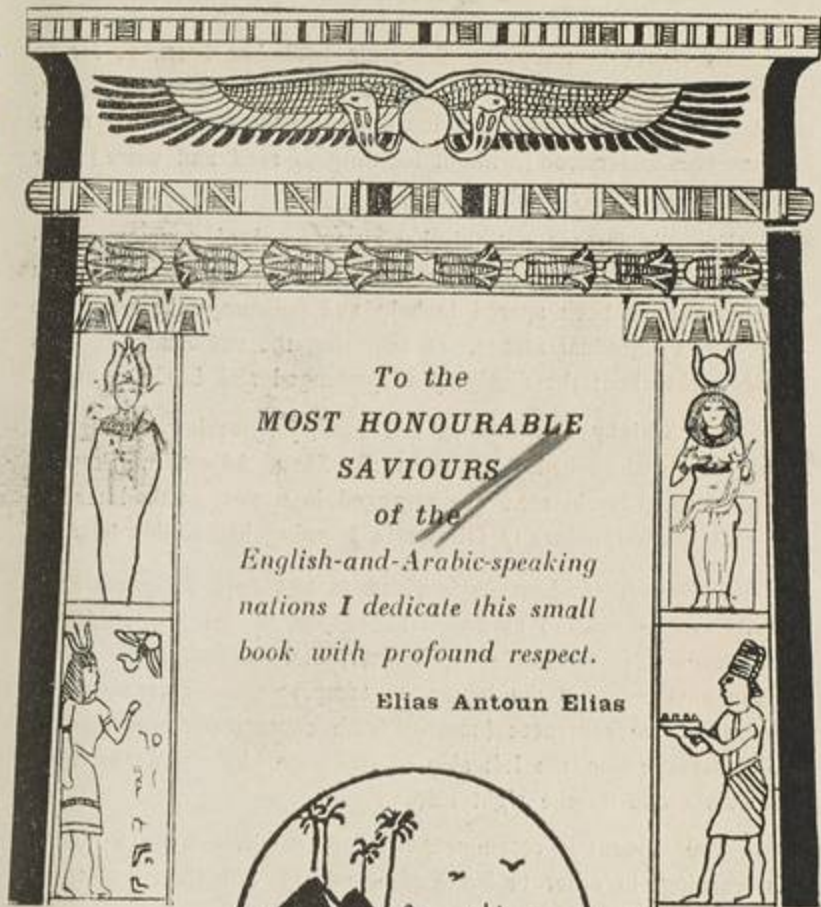 To the
MOST HONOURABLE
SAVIOURS
of the
English-and-Arabic-speaking
nations I dedicate this small
book with profound respect.
Elias Antoun Elias